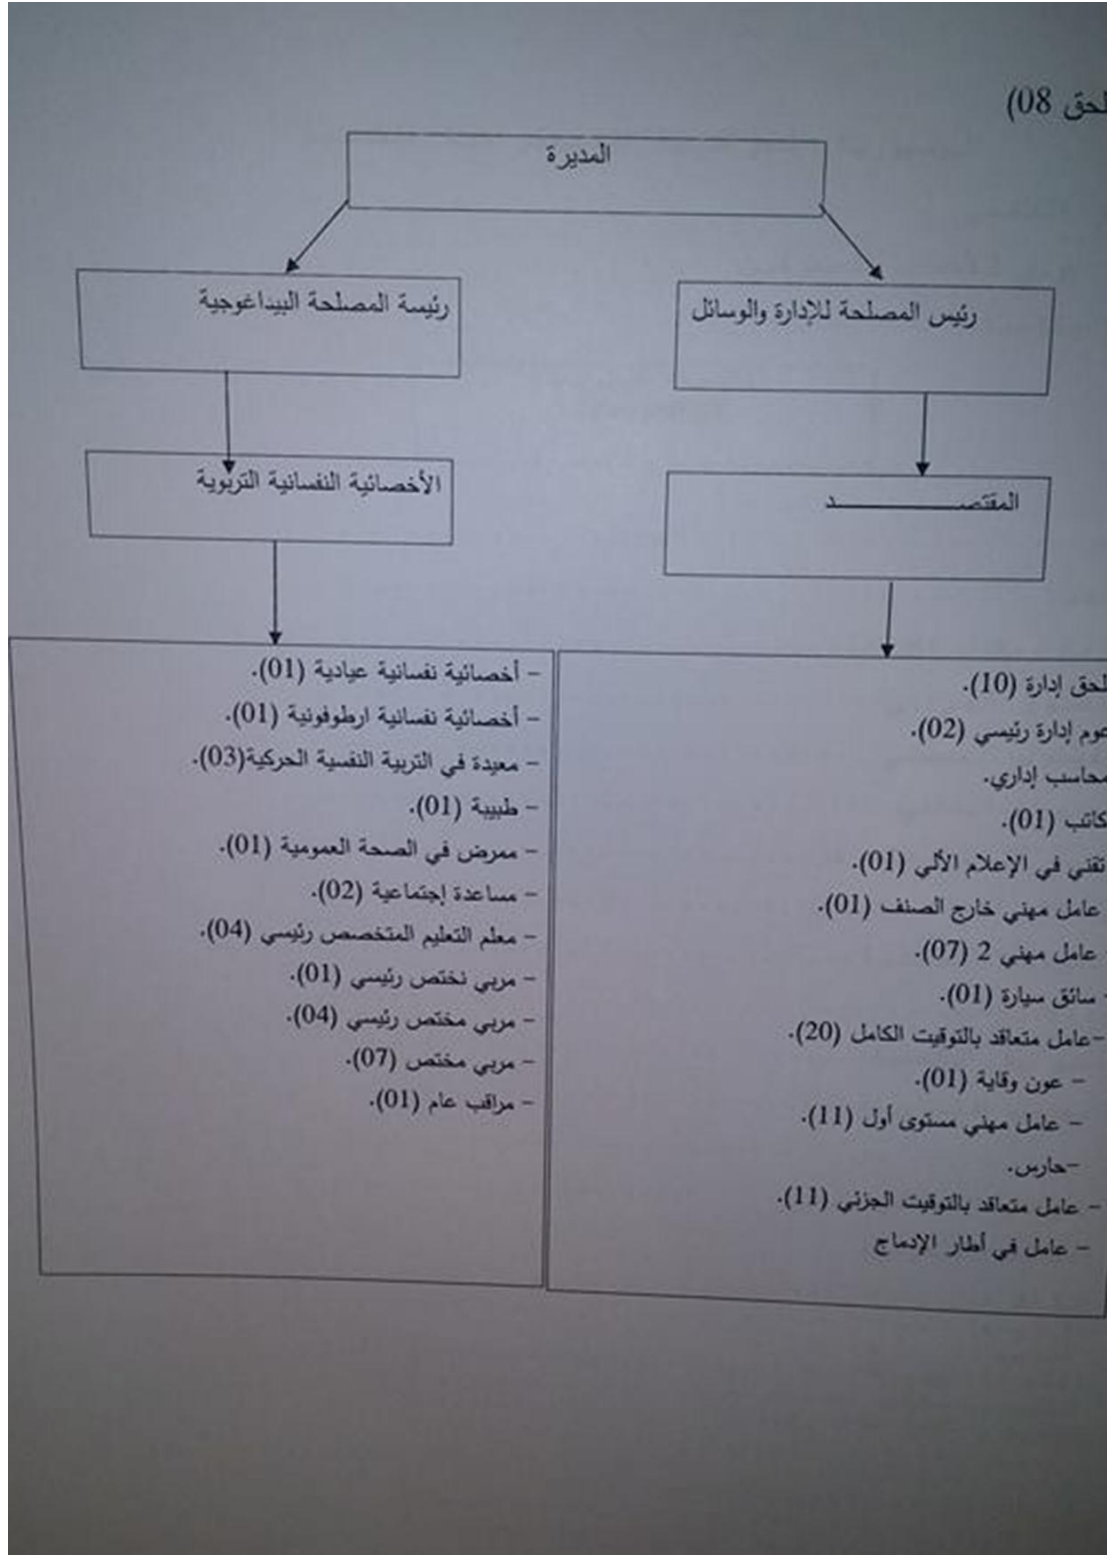 لحق 08)
المديرة
رئيس المصلحة للإدارة والوسائل
رئيسة المصلحة البيداغوجية
المقتصـــــــــــد
الأخصائية النفسانية التربوية
لحق إدارة (10).
عوم إدارة رئيسي (02).
محاسب إداري.
كاتب (01).
تقني في الإعلام الألي (01).
عامل مهني خارج الصنف (01).
- عامل مهني 2 (07).
- سائق سيارة (01).
-عامل متعاقد بالتوقيت الكامل (20).
- عون وقاية (01).
- عامل مهني مستوى أول (11).
-حارس.
- عامل متعاقد بالتوقيت الجزئي (11).
- عامل في أطار الإدماج
- أخصائية نفسانية عيادية (01).
- أخصائية نفسانية ارطوفونية (01).
- معيدة في التربية النفسية الحركية(03).
- طبيبة (01).
- ممرض في الصحة العمومية (01).
- مساعدة إجتماعية (02).
- معلم التعليم المتخصص رئيسي (04).
- مربي نختص رئيسي (01).
- مربي مختص رئيسي (04).
- مربي مختص (07).
- مراقب عام (01).